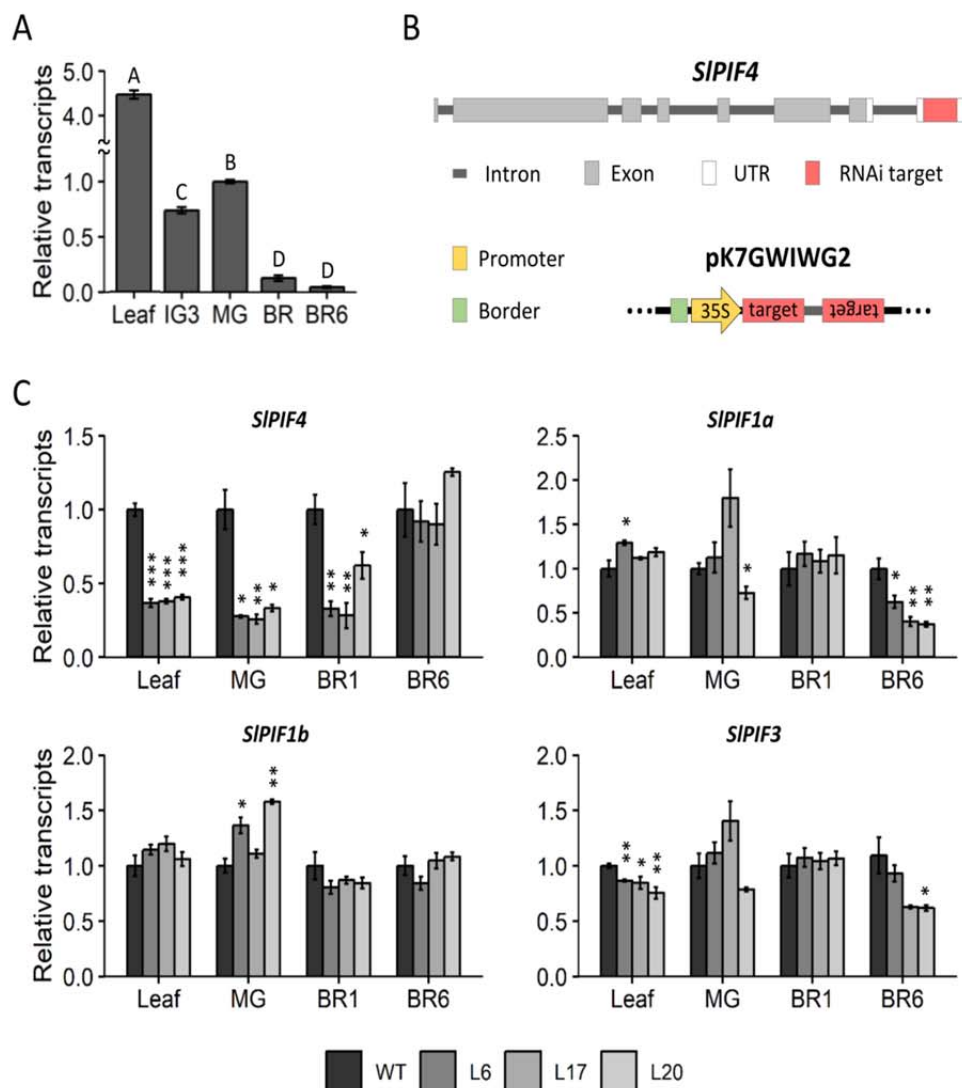 A
Relative transcripts
5.0
4.0
≈
1.0
0.5
0.0
A
C
B
D
D
Leaf IG3 MG BR BR6
B
SlPIF4
Intron Exon UTR RNAi target
Promoter
Border
pK7GWIWG2
35S target target
C
SlPIF4
Relative transcripts
1.5
1.0
0.5
0.0
*** *** ***
* ** *
** ** *
Leaf MG BR1 BR6
SlPIF1a
2.5
2.0
1.5
1.0
0.5
0.0
*
*
* ** **
Leaf MG BR1 BR6
SlPIF1b
Relative transcripts
2.0
1.5
1.0
0.5
0.0
* **
Leaf MG BR1 BR6
SlPIF3
2.0
1.5
1.0
0.5
0.0
** * **
*
Leaf MG BR1 BR6
WT L6 L17 L20